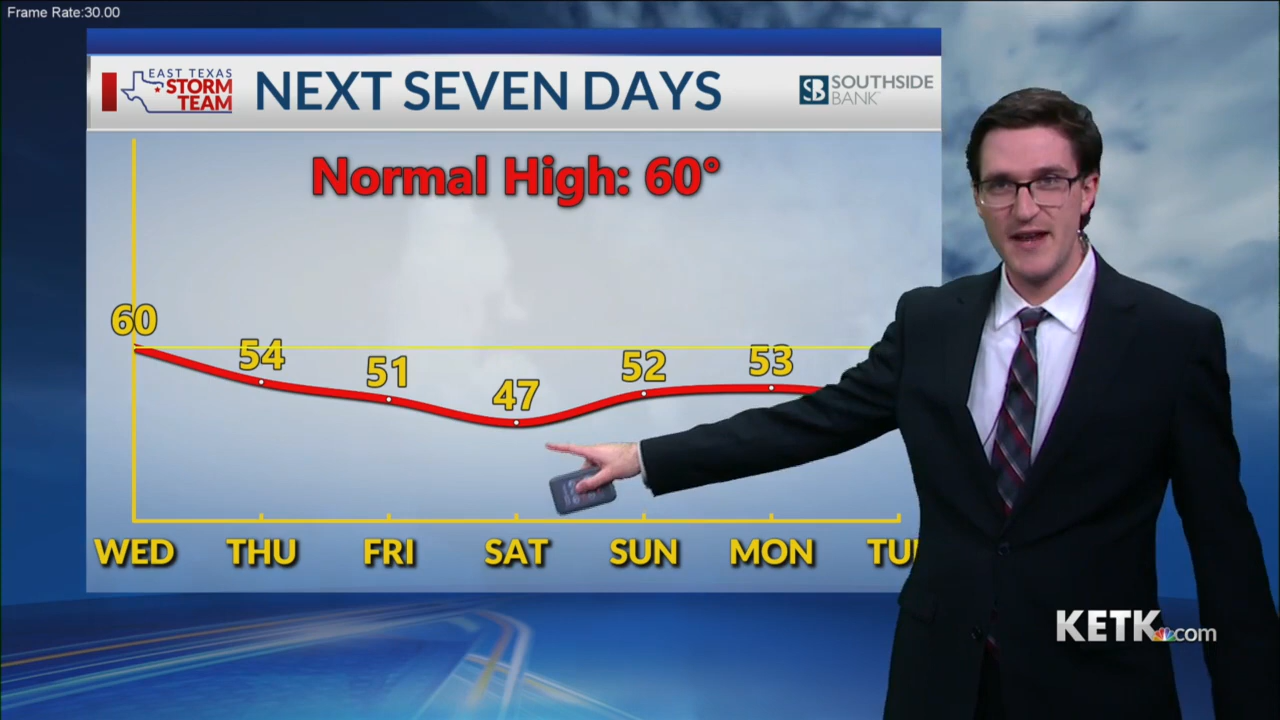 Frame Rate:30.00
EAST TEXAS
STORM
TEAM
NEXT SEVEN DAYS
SB SOUTHSIDE
BANK
Normal High: 60°
60
54
51
47
52
53
WED THU FRI SAT SUN MON
KETK.com